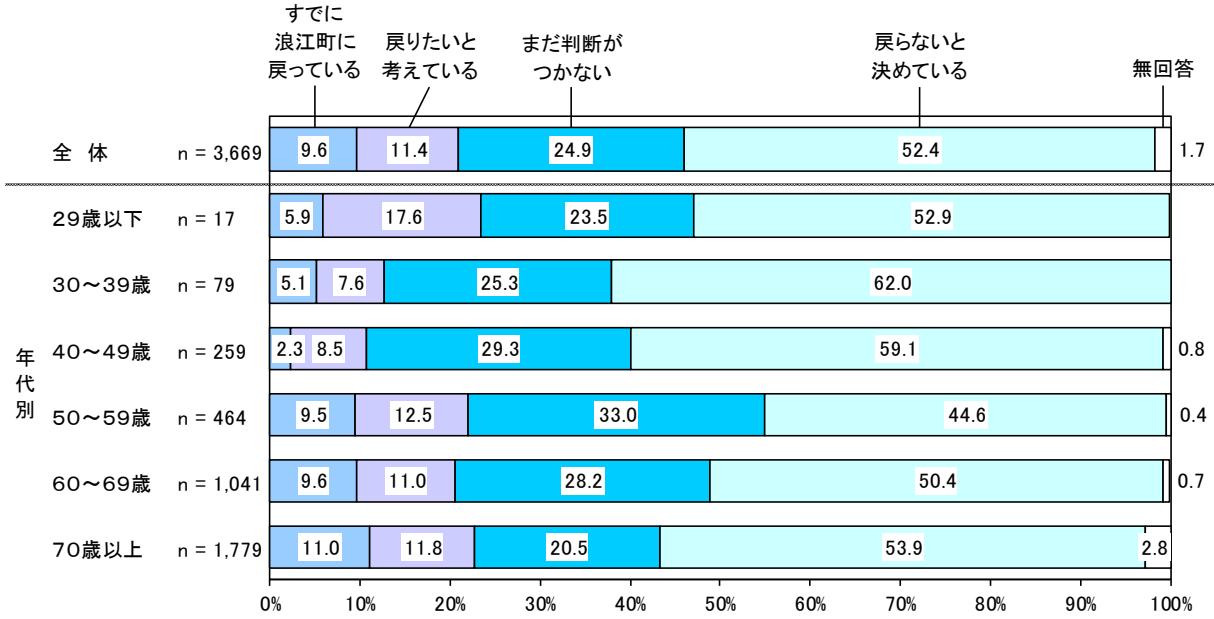 すでに
浪江町に
戻っている
戻りたいと
考えている
まだ判断が
つかない
戻らないと
決めている
無回答
全 体 n = 3,669 9.6 11.4 24.9 52.4 1.7
年代別
29歳以下 n = 17 5.9 17.6 23.5 52.9
30～39歳 n = 79 5.1 7.6 25.3 62.0
40～49歳 n = 259 2.3 8.5 29.3 59.1 0.8
50～59歳 n = 464 9.5 12.5 33.0 44.6 0.4
60～69歳 n = 1,041 9.6 11.0 28.2 50.4 0.7
70歳以上 n = 1,779 11.0 11.8 20.5 53.9 2.8
0% 10% 20% 30% 40% 50% 60% 70% 80% 90% 100%